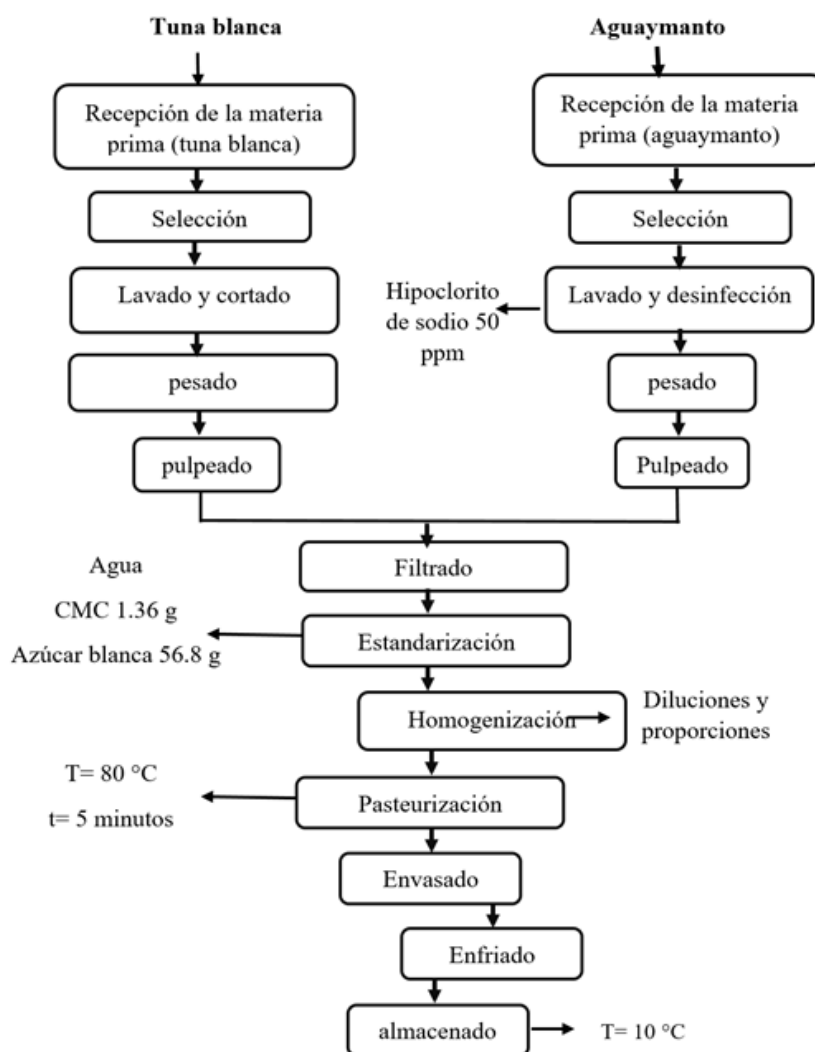 Tuna blanca
Aguaymanto
Recepción de la materia
prima (tuna blanca)
Recepción de la materia
prima (aguaymanto)
Selección
Selección
Lavado y cortado
Hipoclorito
de sodio 50
ppm
Lavado y desinfección
pesado
pesado
pulpeado
Pulpeado
Filtrado
Agua
CMC 1.36 g
Azúcar blanca 56.8 g
Estandarización
Homogenización
Diluciones y
proporciones
T= 80 °C
t= 5 minutos
Pasteurización
Envasado
Enfriado
almacenado
T= 10 °C